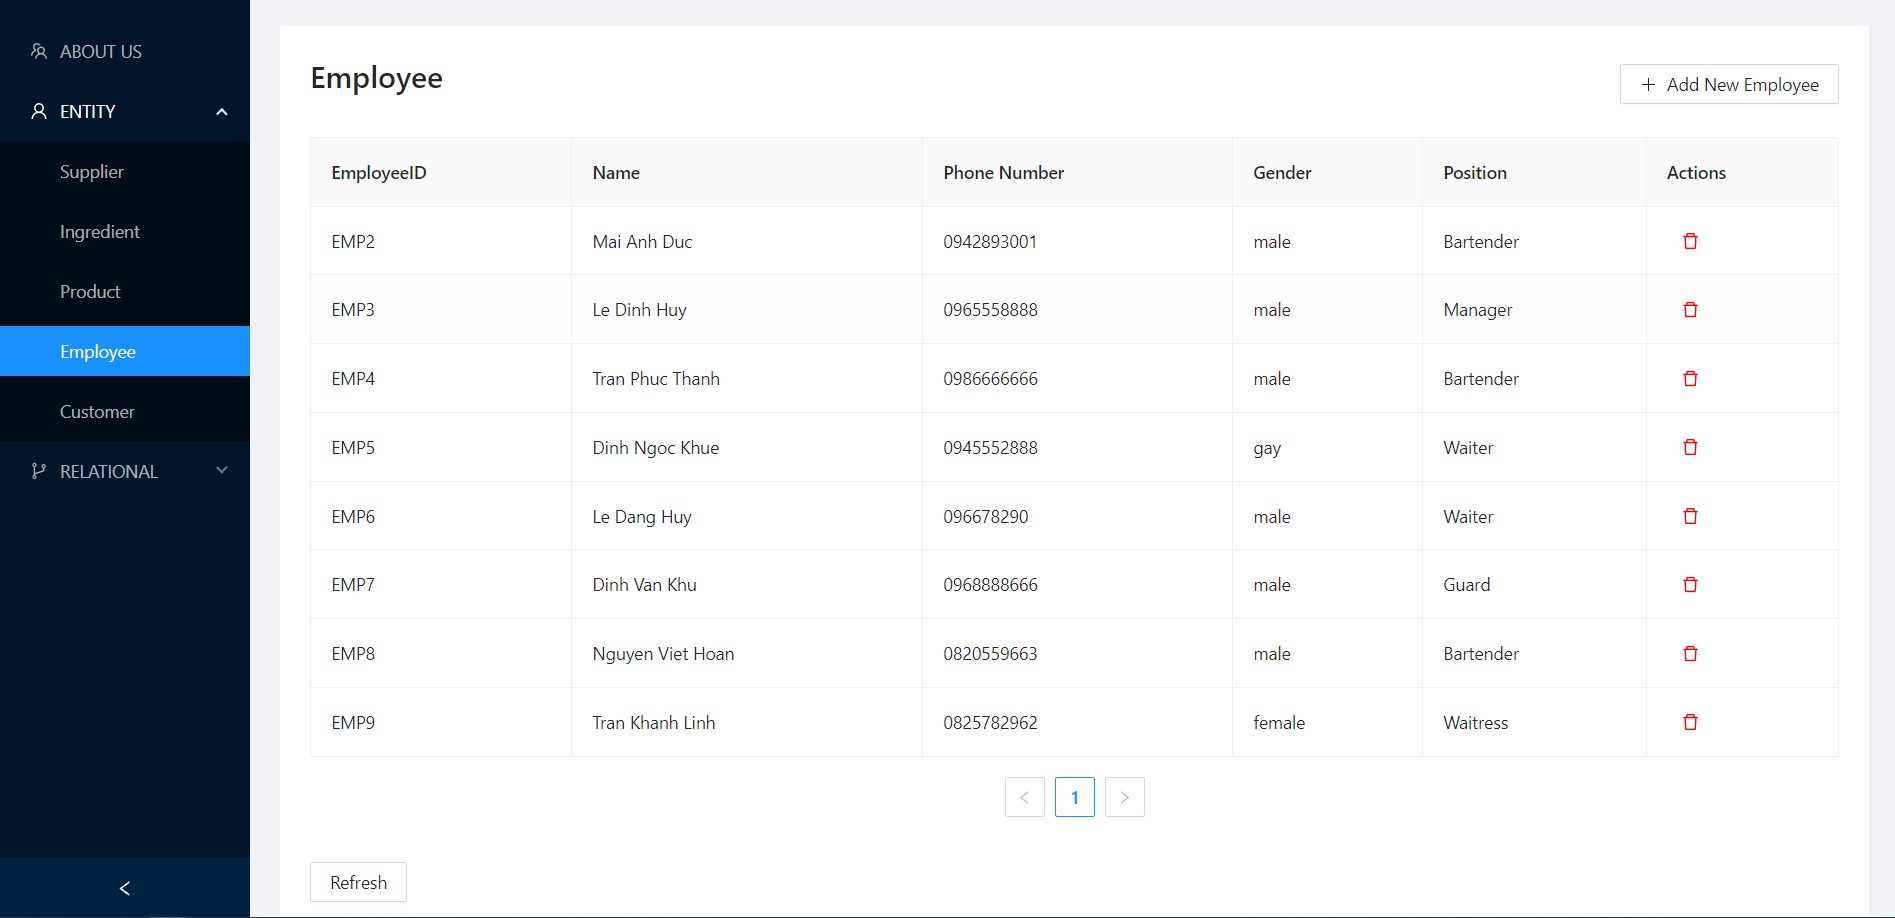 ABOUT US
ENTITY
Supplier
Ingredient
Product
Employee
Customer
RELATIONAL
Employee
Add New Employee
EmployeeID Name Phone Number Gender Position Actions
EMP2 Mai Anh Duc 0942893001 male Bartender
EMP3 Le Dinh Huy 0965558888 male Manager
EMP4 Tran Phuc Thanh 0986666666 male Bartender
EMP5 Dinh Ngoc Khue 0945552888 gay Waiter
EMP6 Le Dang Huy 096678290 male Waiter
EMP7 Dinh Van Khu 0968888666 male Guard
EMP8 Nguyen Viet Hoan 0820559663 male Bartender
EMP9 Tran Khanh Linh 0825782962 female Waitress
1
Refresh